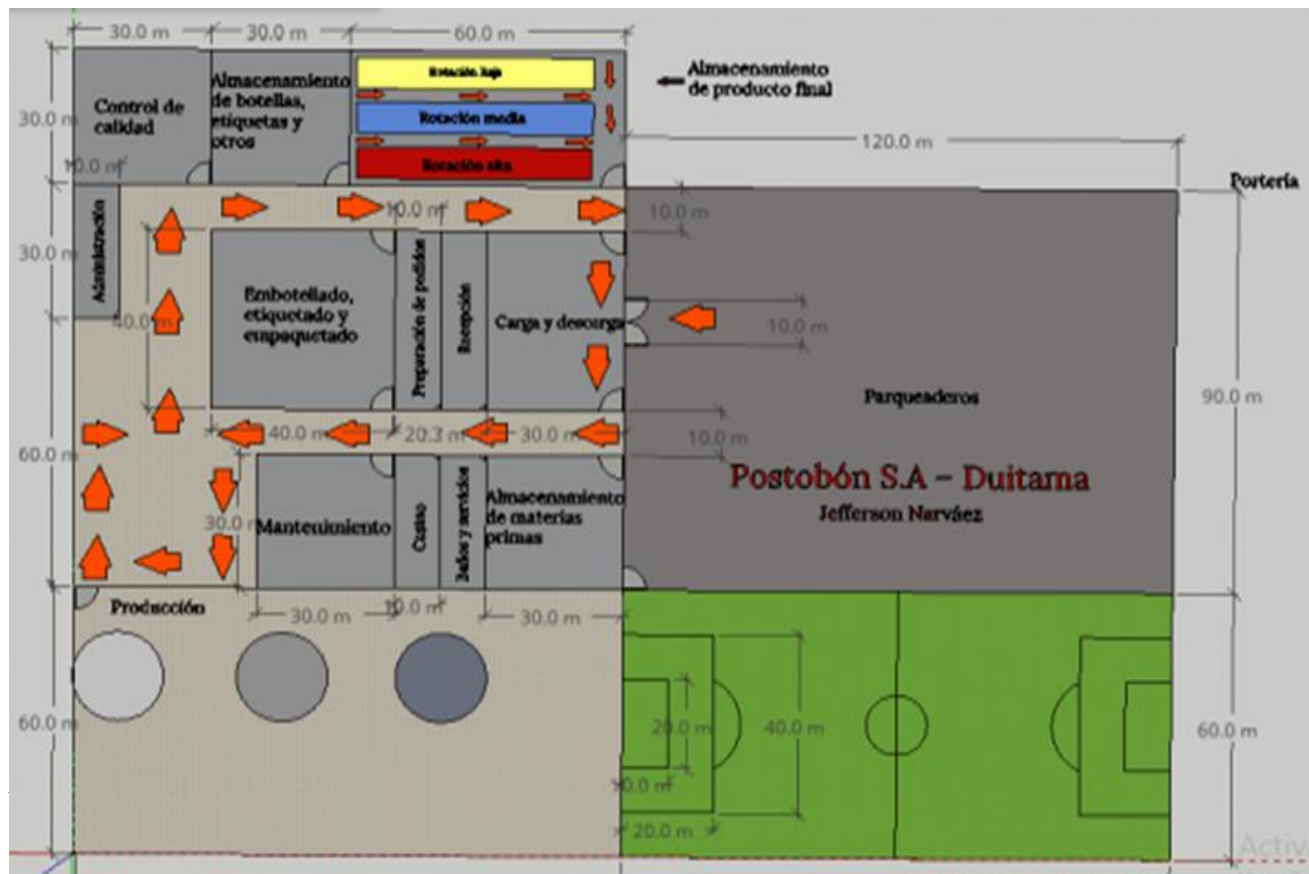 30.0 m
30.0 m
60.0 m
Control de
calidad
Almacenamiento
de botellas,
etiquetas y
otros
Rotación baja
Rotación media
Rotación alta
Almacenamiento
de producto final
30.0 m
10.0 m
120.0 m
Portería
Administración
30.0 m
10.0 m
10.0 m
40.0 m
Embotellado,
etiquetado y
empaquetado
Preparación de pedidos
Recepción
Carga y descarga
10.0 m
Parqueaderos
90.0 m
60.0 m
40.0 m
20.3 m
30.0 m
10.0 m
Postobón S.A – Duitama
Jefferson Narváez
30.0
Mantenimiento
Casino
Baños y servicios
Almacenamiento
de materias
primas
Producción
30.0 m
10.0 m
30.0 m
60.0 m
20.0 m
40.0 m
60.0 m
10.0 m
20.0 m
Activ